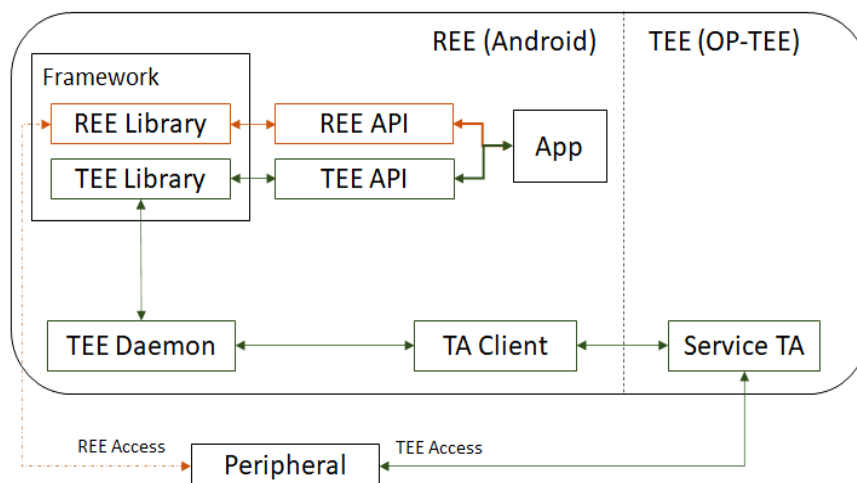 REE (Android)
TEE (OP-TEE)
Framework
REE Library
REE API
App
TEE Library
TEE API
TEE Daemon
TA Client
Service TA
REE Access
TEE Access
Peripheral